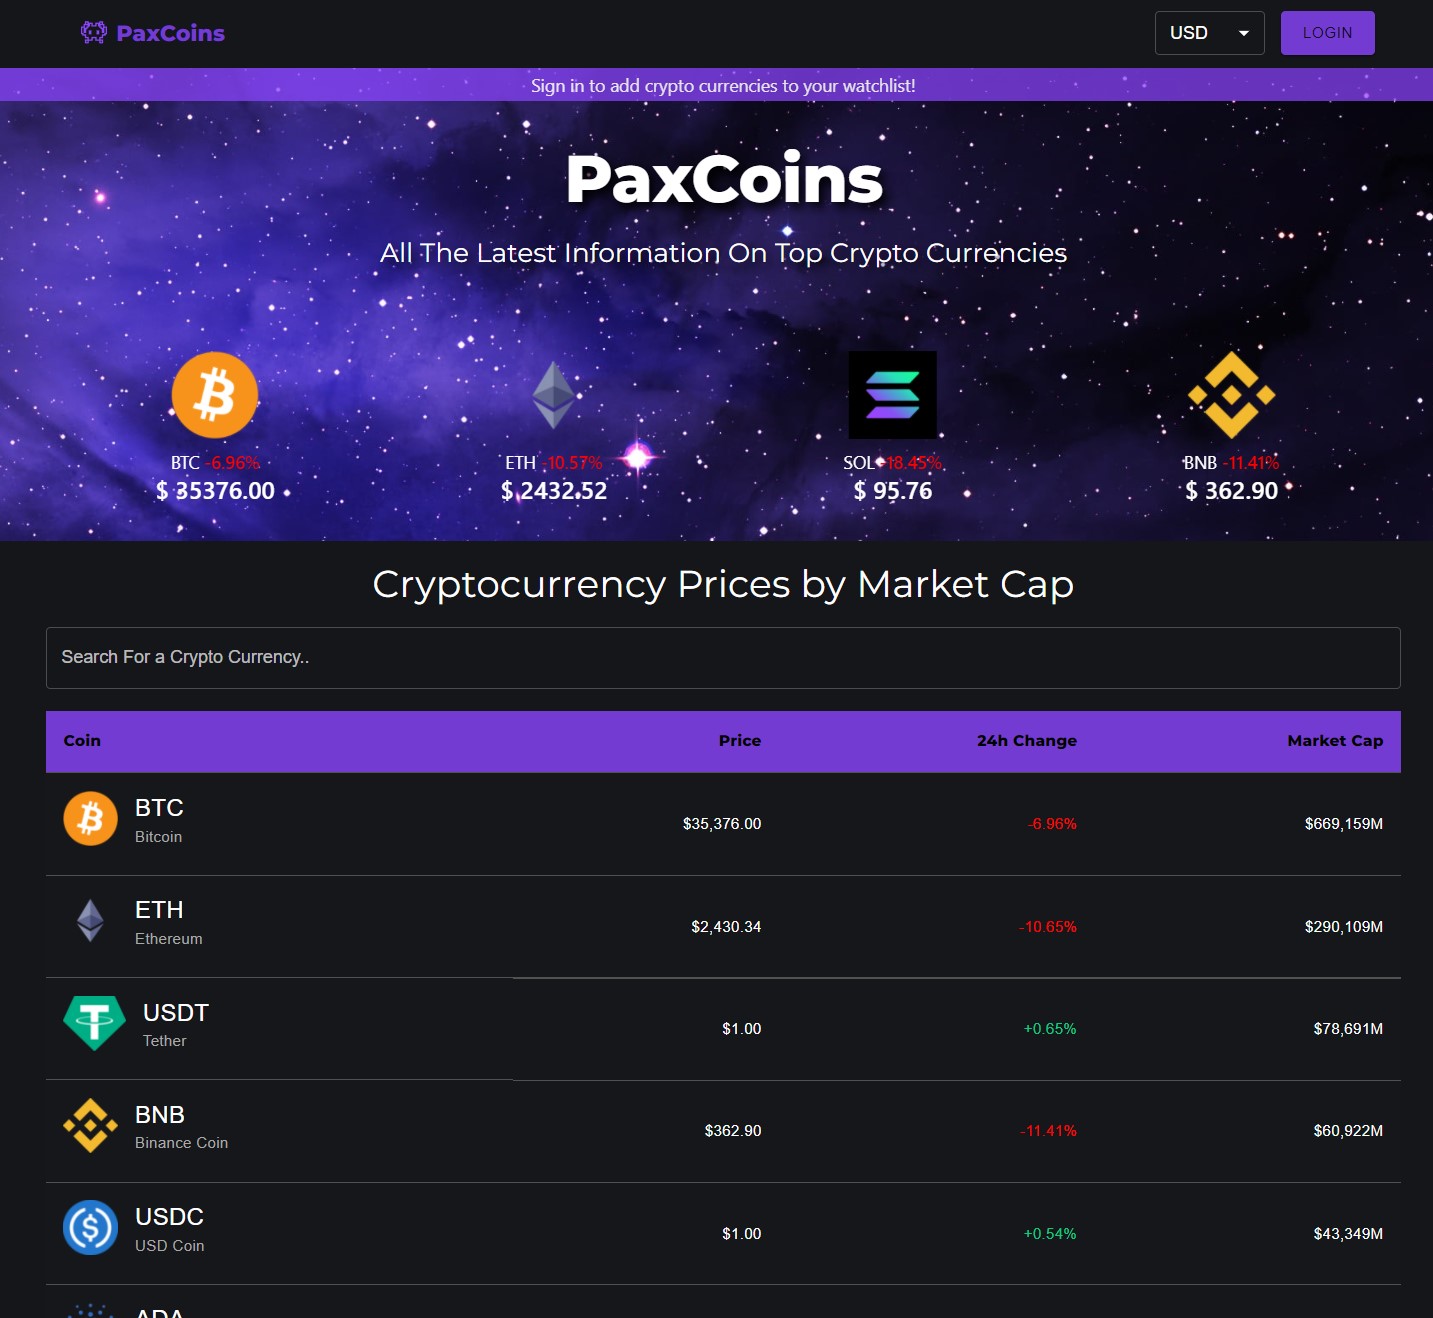 PaxCoins
USD
LOGIN
Sign in to add crypto currencies to your watchlist!
PaxCoins
All The Latest Information On Top Crypto Currencies
BTC -6.96%
$ 35376.00
ETH -10.57%
$ 2432.52
SOL -18.45%
$ 95.76
BNB -11.41%
$ 362.90
Cryptocurrency Prices by Market Cap
Search For a Crypto Currency..
Coin Price 24h Change Market Cap
BTC
Bitcoin
$35,376.00 -6.96% $669,159M
ETH
Ethereum
$2,430.34 -10.65% $290,109M
USDT
Tether
$1.00 +0.65% $78,691M
BNB
Binance Coin
$362.90 -11.41% $60,922M
USDC
USD Coin
$1.00 +0.54% $43,349M
ADA